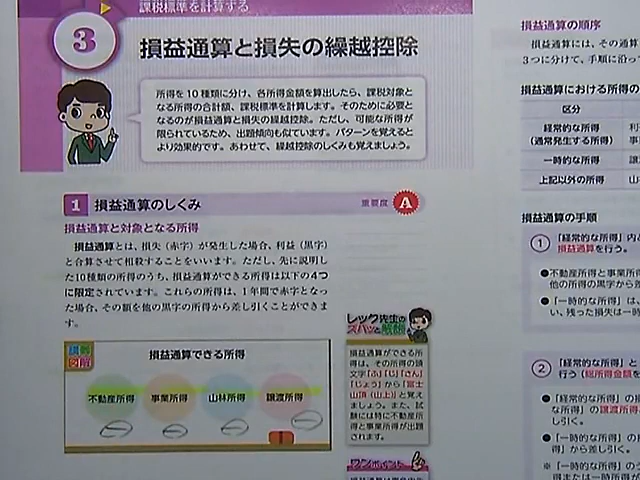 課税標準を計算する
3
損益通算と損失の繰越控除
所得を10種類に分け、各所得金額を算出したら、課税対象と
なる所得の合計額、課税標準を計算します。そのために必要と
なるのが損益通算と損失の繰越控除。ただし、可能な所得が
限られているため、出題傾向も似ています。パターンを覚えると
より効果的です。あわせて、繰越控除のしくみも覚えましょう。
1 損益通算のしくみ
重要度 A
損益通算と対象となる所得
損益通算とは、損失(赤字)が発生した場合、利益(黒字)
と合算させて相殺することをいいます。ただし、先に説明し
た10種類の所得のうち、損益通算ができる所得は以下の4つ
に限定されています。これらの所得は、1年間で赤字となっ
た場合、その額を他の黒字の所得から差し引くことができま
す。
図解
損益通算できる所得
不動産所得
事業所得
山林所得
譲渡所得
レック先生の
ズバッと解説
損益通算ができる所
得は、その所得の頭
文字「ふ」「じ」「さん」
「じょう」から「富士
山頂(山上)」と覚え
ましょう。また、試
験には特に不動産所
得と事業所得が出題
されます。
ワンポイント
損益通算の順序
損益通算には、その通算
3つに分けて、手順に沿っ
損益通算における所得の
区分
経常的な所得
(通常発生する所得)
利
事
一時的な所得
譲
上記以外の所得
山
損益通算の手順
1 「経常的な所得」内と
損益通算を行う。
●不動産所得と事業所
他の所得の黒字から差
●「一時的な所得」は、
い、残った損失は一時
2 「経常的な所得」と
行う(総所得金額を
●「経常的な所得」の損
な所得」の譲渡所得
し引く。
●「一時的な所得」の損
得」から差し引く。